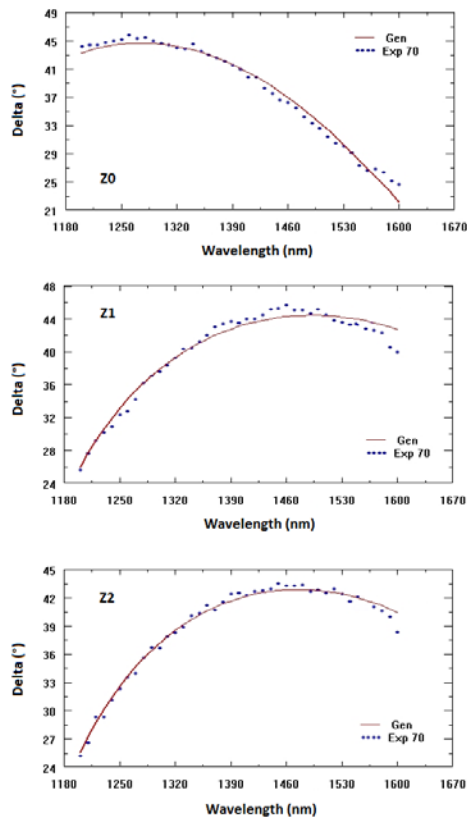 49
45
41
37
33
29
25
21
Delta (°)
Gen
Exp 70
Z0
1180 1250 1320 1390 1460 1530 1600 1670
Wavelength (nm)
48
44
40
36
32
28
24
Delta (°)
Z1
Gen
Exp 70
1180 1250 1320 1390 1460 1530 1600 1670
Wavelength (nm)
45
42
39
36
33
30
27
24
Delta (°)
Z2
Gen
Exp 70
1180 1250 1320 1390 1460 1530 1600 1670
Wavelength (nm)